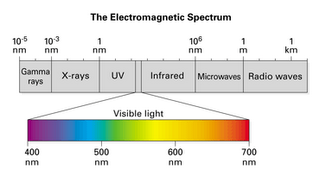 The Electromagnetic Spectrum
10-5 10-3 1 106 1 1
nm nm nm nm m km
Gamma rays X-rays UV Infrared Microwaves Radio waves
Visible light
400 500 600 700
nm nm nm nm